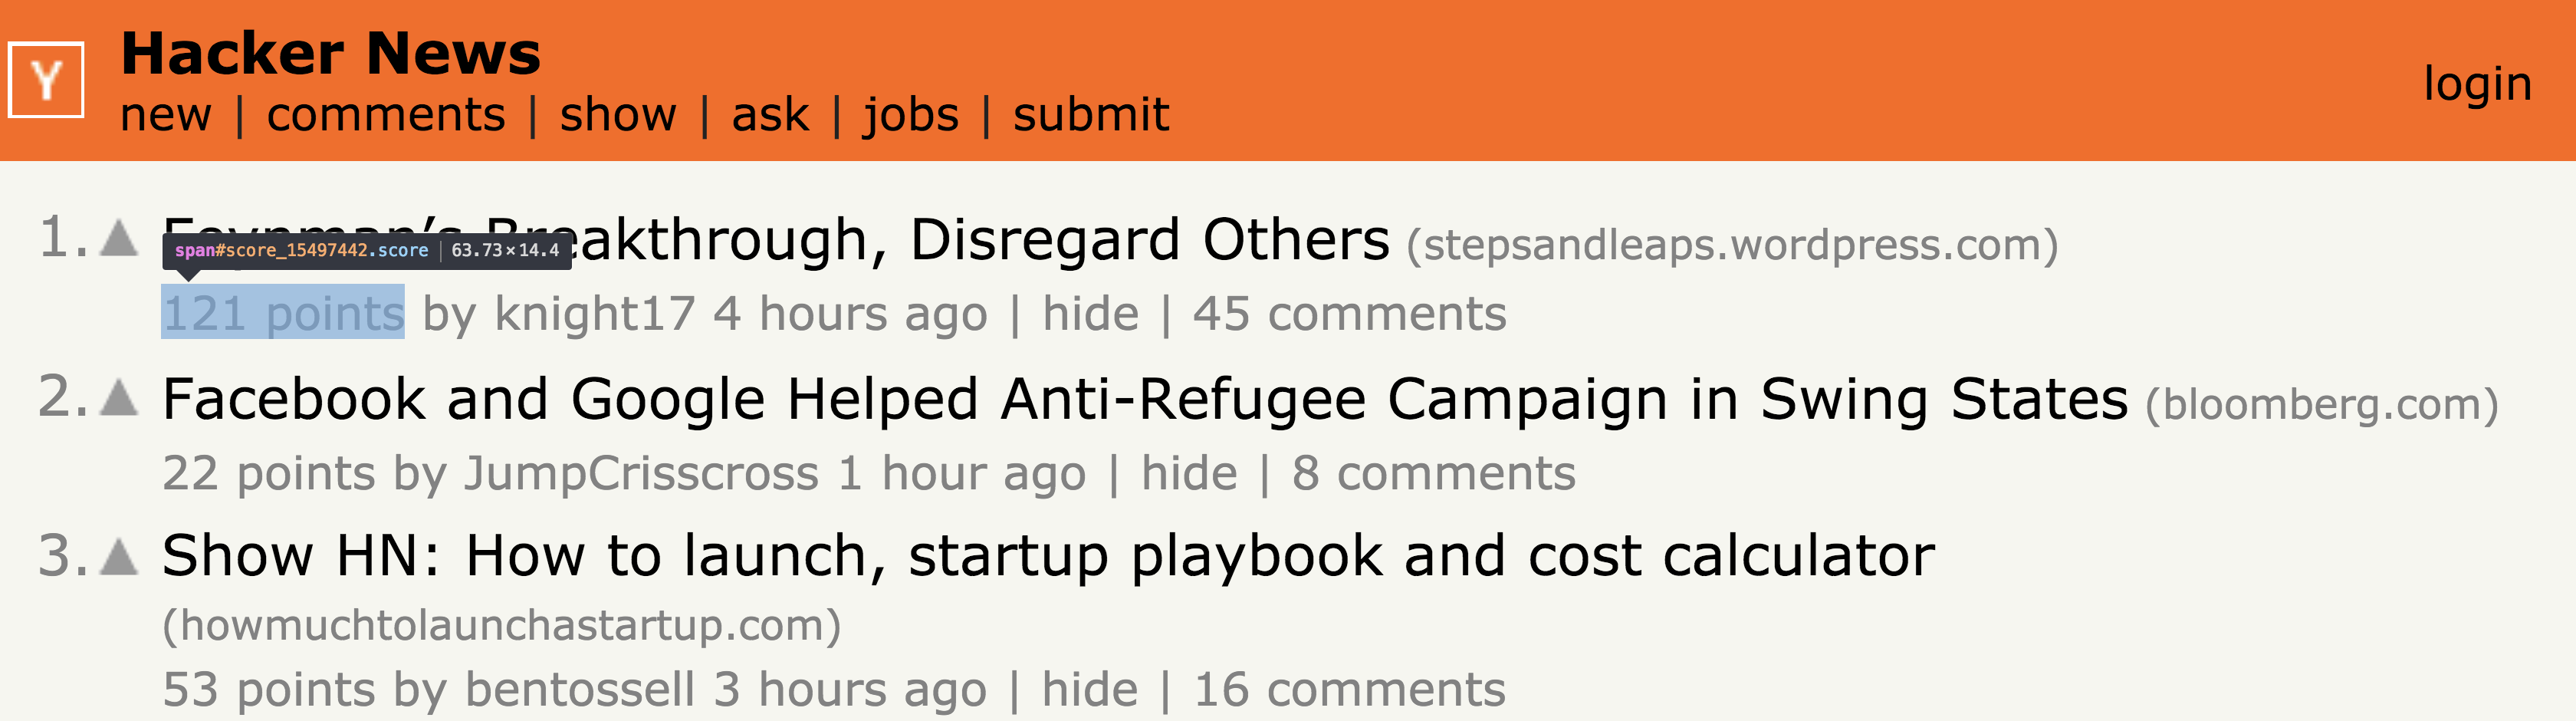 Y
Hacker News
new | comments | show | ask | jobs | submit
login
1. Feynman’s Breakthrough, Disregard Others (stepsandleaps.wordpress.com)
span#score_15497442.score | 63.73×14.4
121 points by knight17 4 hours ago | hide | 45 comments
2. Facebook and Google Helped Anti-Refugee Campaign in Swing States (bloomberg.com)
22 points by JumpCrisscross 1 hour ago | hide | 8 comments
3. Show HN: How to launch, startup playbook and cost calculator
(howmuchtolaunchastartup.com)
53 points by bentossell 3 hours ago | hide | 16 comments